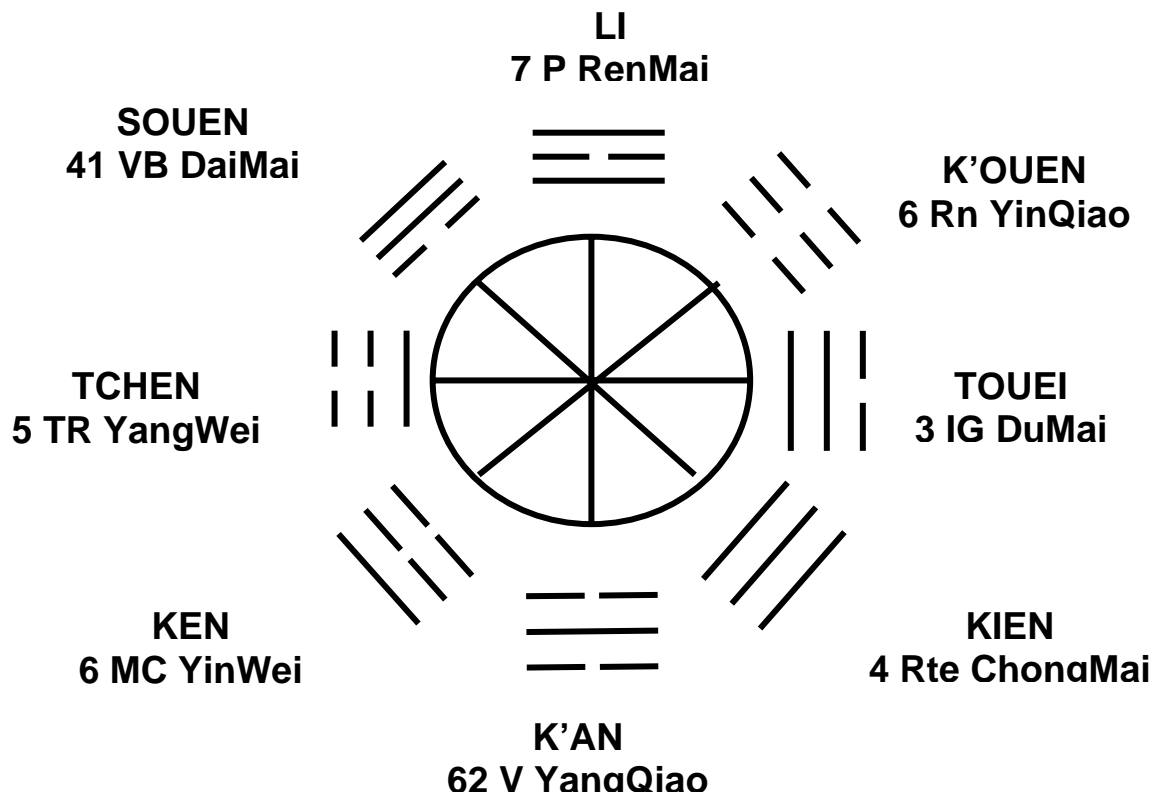 LI
7 P RenMai
SOUEN
41 VB DaiMai
K’OUEN
6 Rn YinQiao
TCHEN
5 TR YangWei
TOUEI
3 IG DuMai
KEN
6 MC YinWei
KIEN
4 Rte ChongMai
K’AN
62 V YangQiao